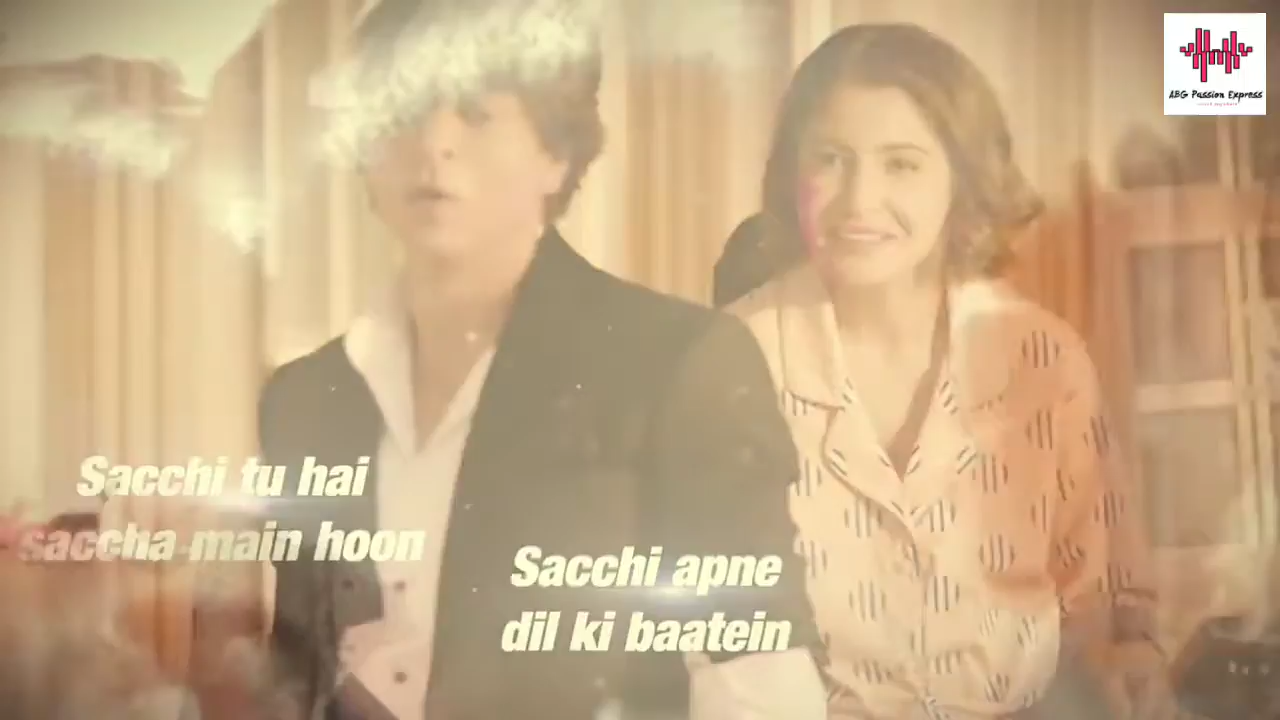 ABG Passion Express
Sacchi tu hai
saccha main hoon
Sacchi apne
dil ki baatein